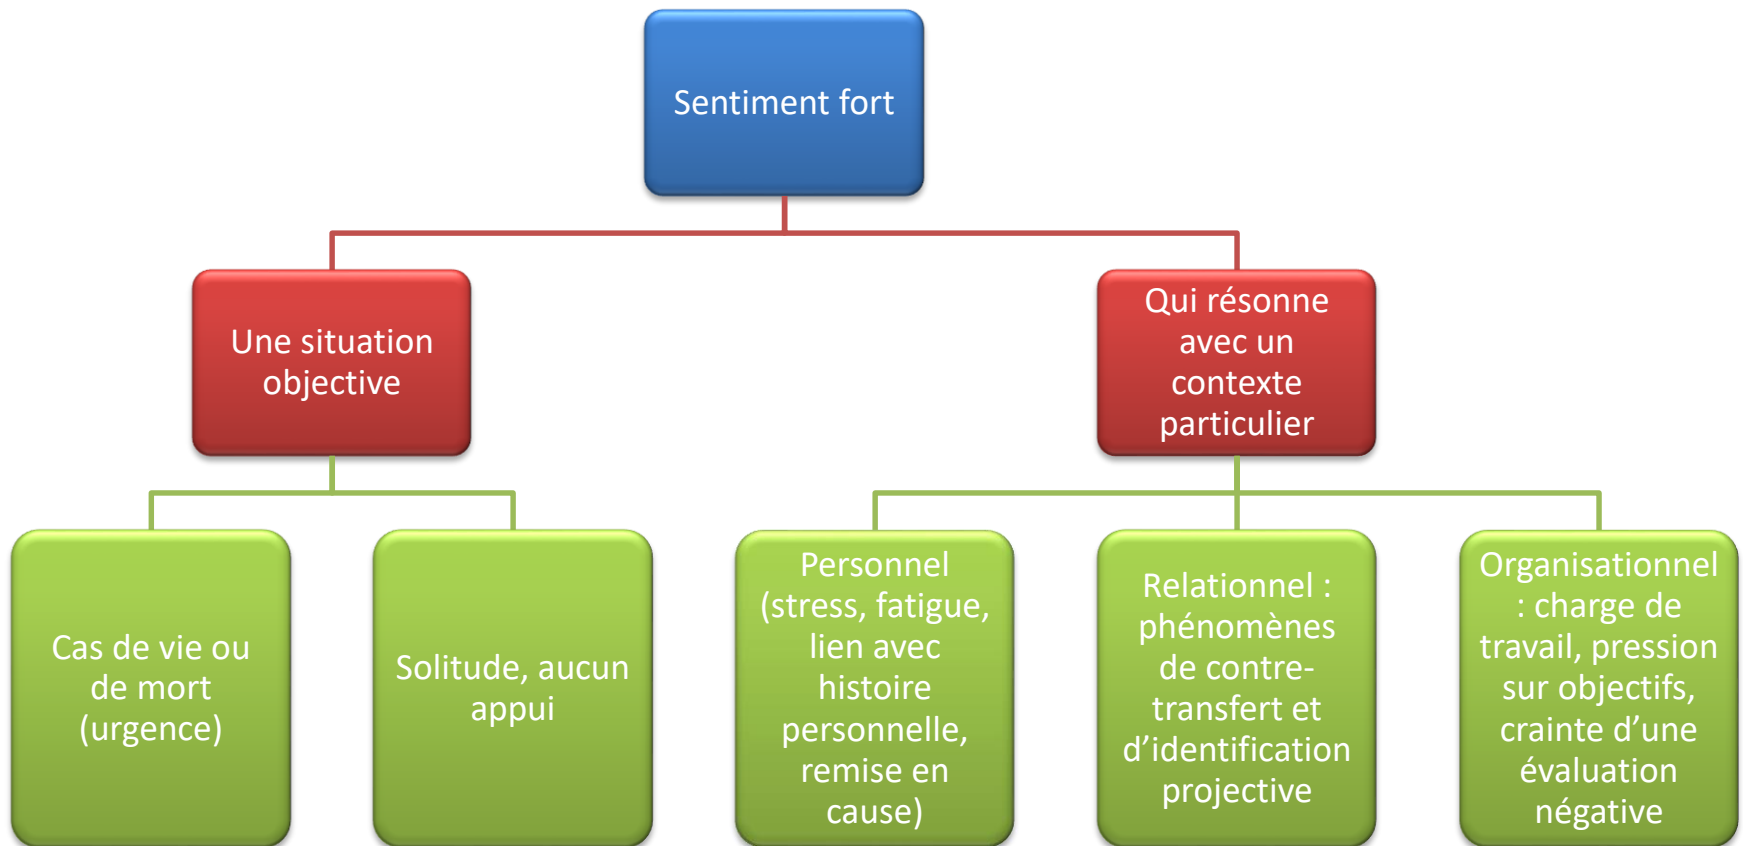 Sentiment fort
Une situation
objective
Qui résonne
avec un
contexte
particulier
Cas de vie ou
de mort
(urgence)
Solitude, aucun
appui
Personnel
(stress, fatigue,
lien avec
histoire
personnelle,
remise en
cause)
Relationnel :
phénomènes
de contre-
transfert et
d’identification
projective
Organisationnel
: charge de
travail, pression
sur objectifs,
crainte d’une
évaluation
négative